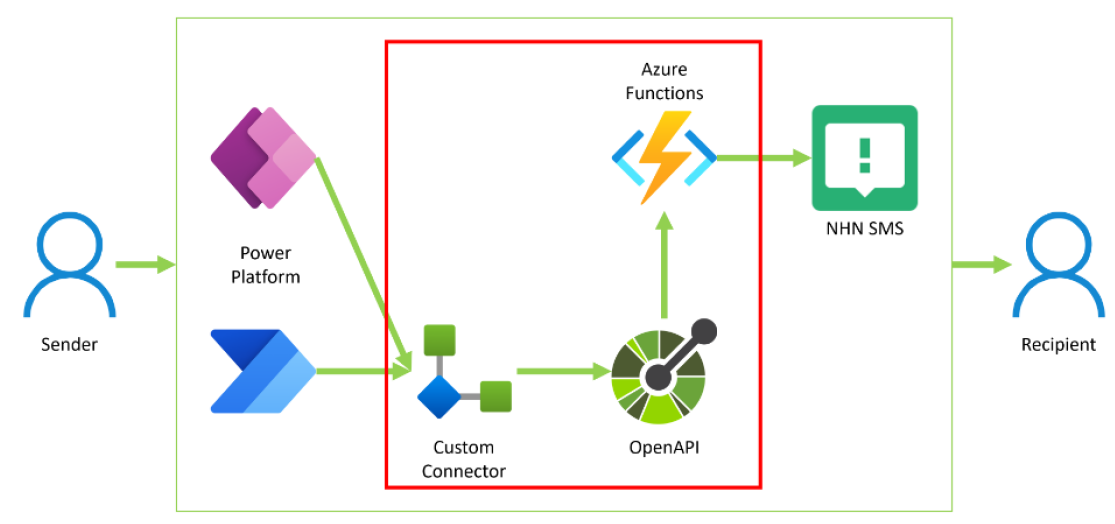 Azure
Functions
NHN SMS
Power
Platform
Sender
Recipient
Custom
Connector
OpenAPI